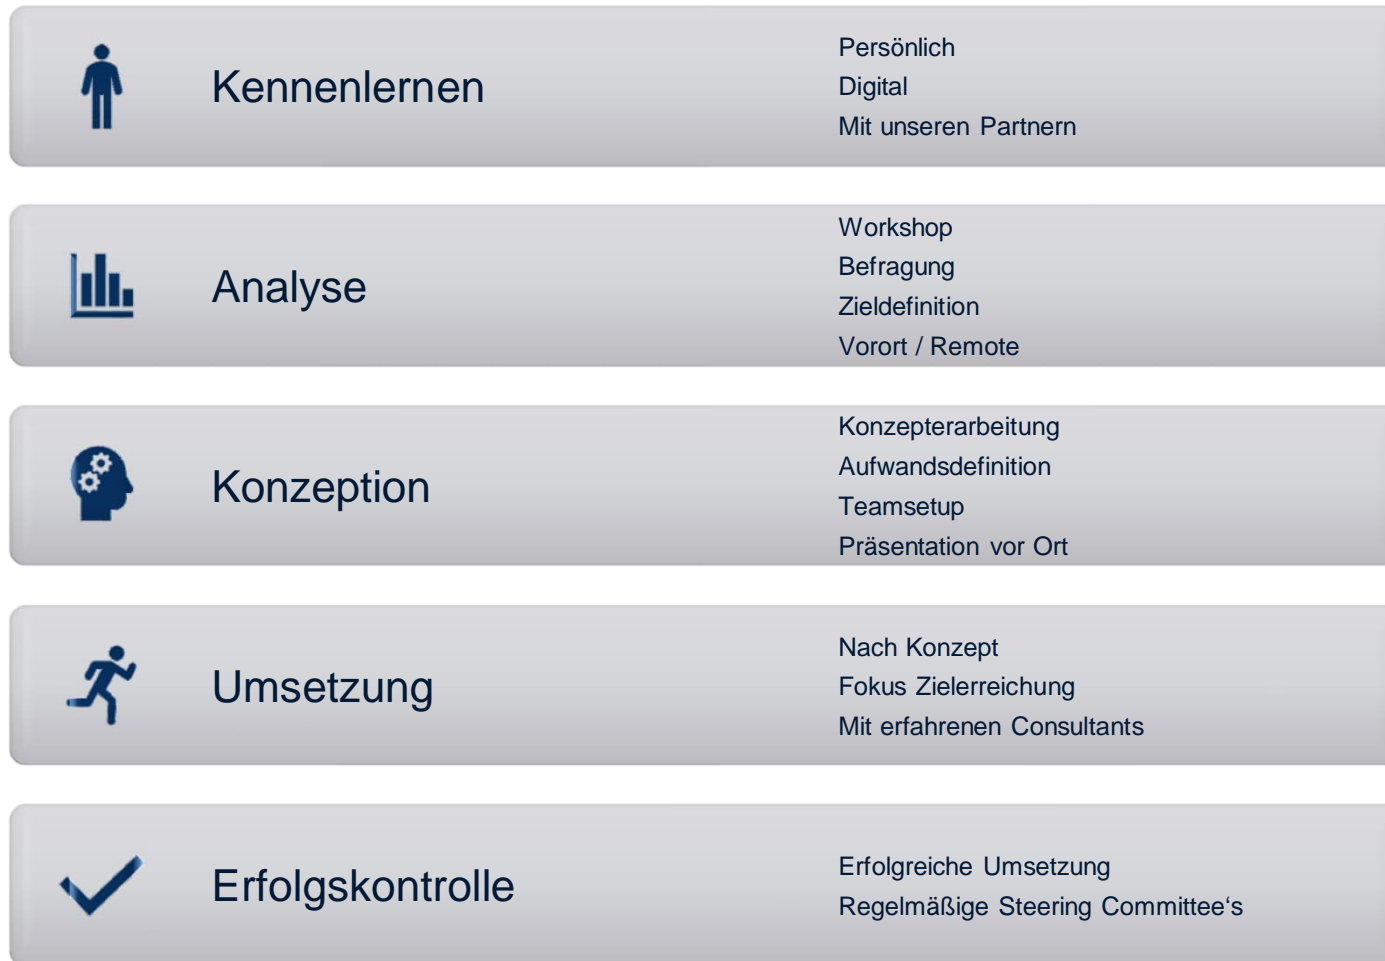 Kennenlernen
Persönlich
Digital
Mit unseren Partnern
Analyse
Workshop
Befragung
Zieldefinition
Vorort / Remote
Konzeption
Konzepterarbeitung
Aufwandsdefinition
Teamsetup
Präsentation vor Ort
Umsetzung
Nach Konzept
Fokus Zielerreichung
Mit erfahrenen Consultants
Erfolgskontrolle
Erfolgreiche Umsetzung
Regelmäßige Steering Committee‘s